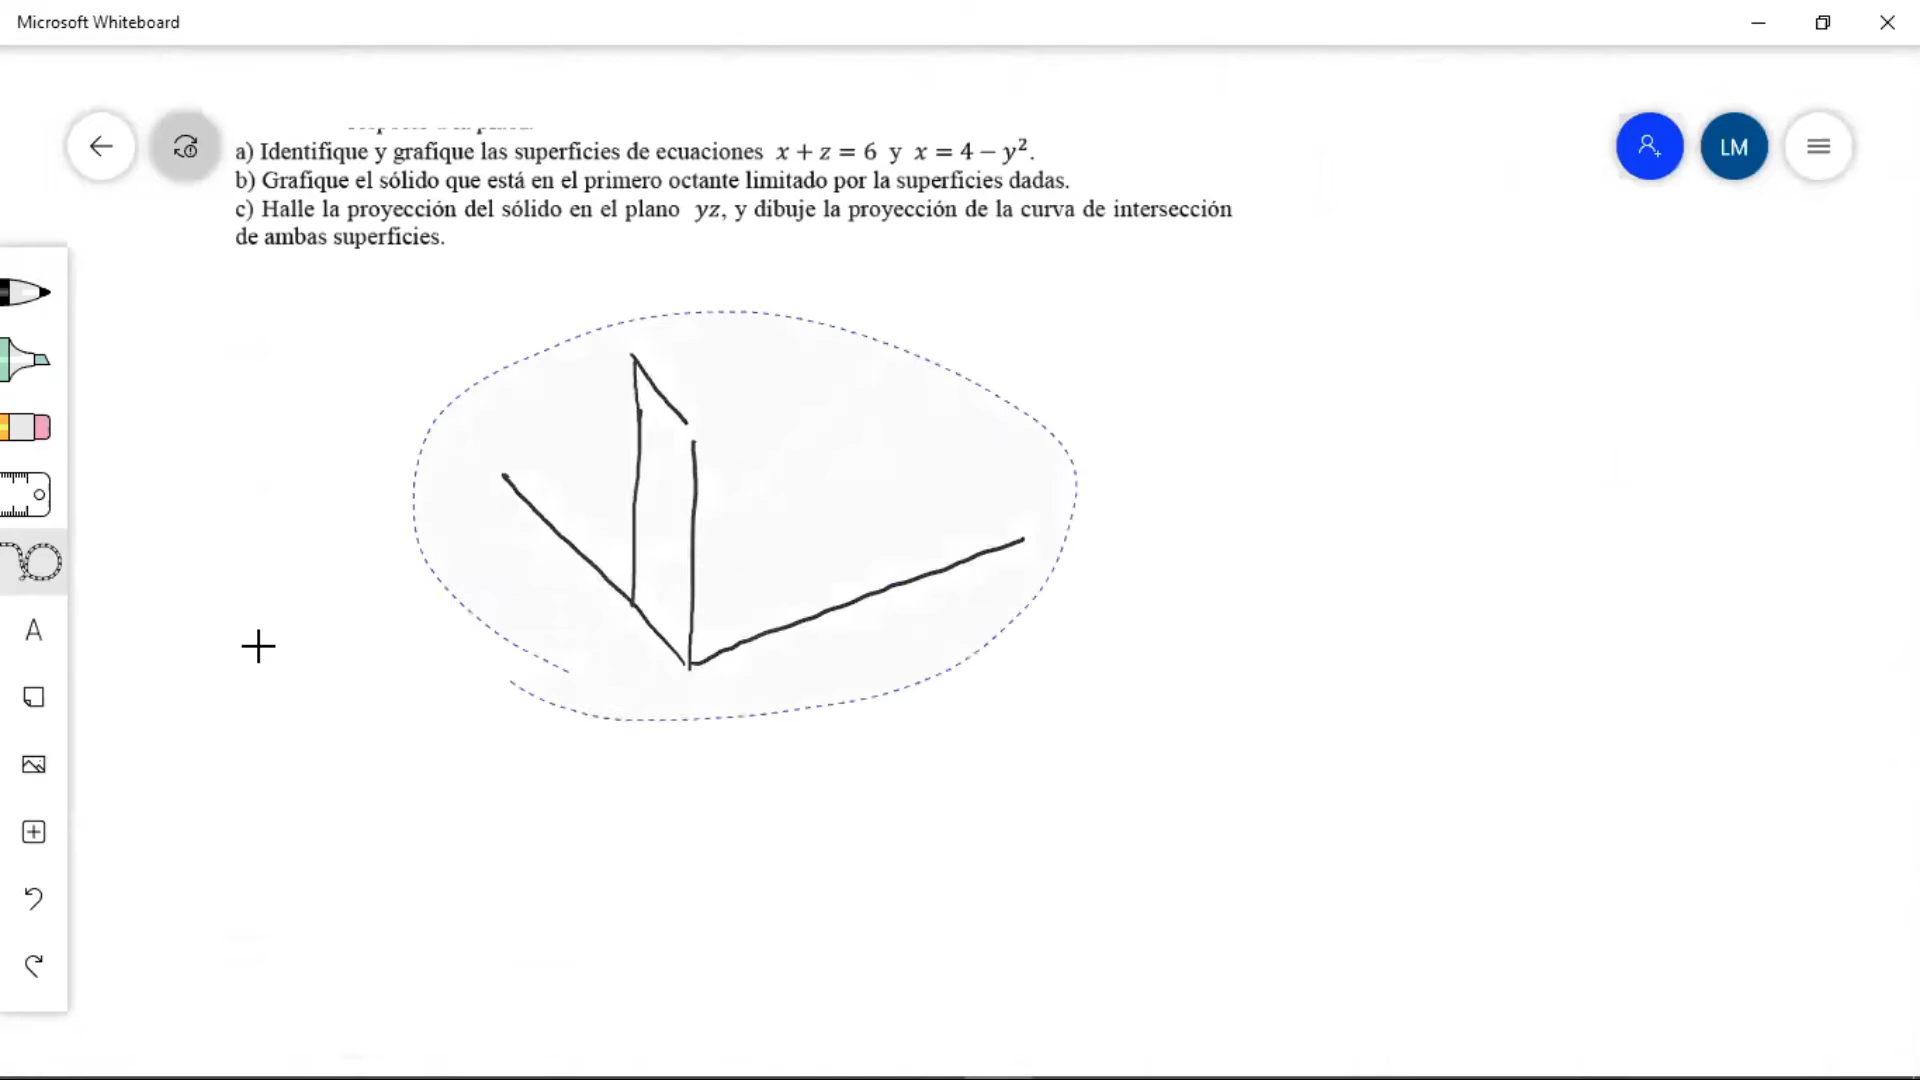 Microsoft Whiteboard
a) Identifique y grafique las superficies de ecuaciones x + z = 6 y x = 4 − y².
LM
b) Grafique el sólido que está en el primero octante limitado por la superficies dadas.
c) Halle la proyección del sólido en el plano yz, y dibuje la proyección de la curva de intersección
de ambas superficies.
A